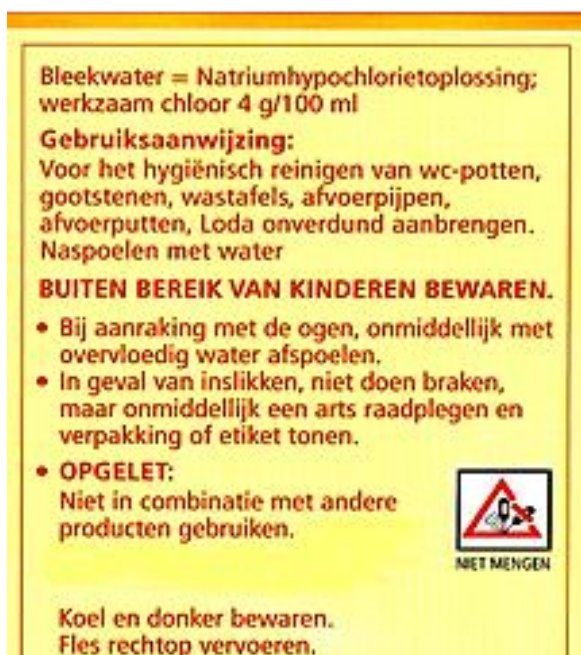 Bleekwater = Natriumhypochlorietoplossing;
werkzaam chloor 4 g/100 ml
Gebruiksaanwijzing:
Voor het hygiënisch reinigen van wc-potten,
gootstenen, wastafels, afvoerpijpen,
afvoerputten, Loda onverdund aanbrengen.
Naspoelen met water
BUITEN BEREIK VAN KINDEREN BEWAREN.
• Bij aanraking met de ogen, onmiddellijk met
overvloedig water afspoelen.
• In geval van inslikken, niet doen braken,
maar onmiddellijk een arts raadplegen en
verpakking of etiket tonen.
• OPGELET:
Niet in combinatie met andere
producten gebruiken.
NIET MENGEN
Koel en donker bewaren.
Fles rechtop vervoeren.